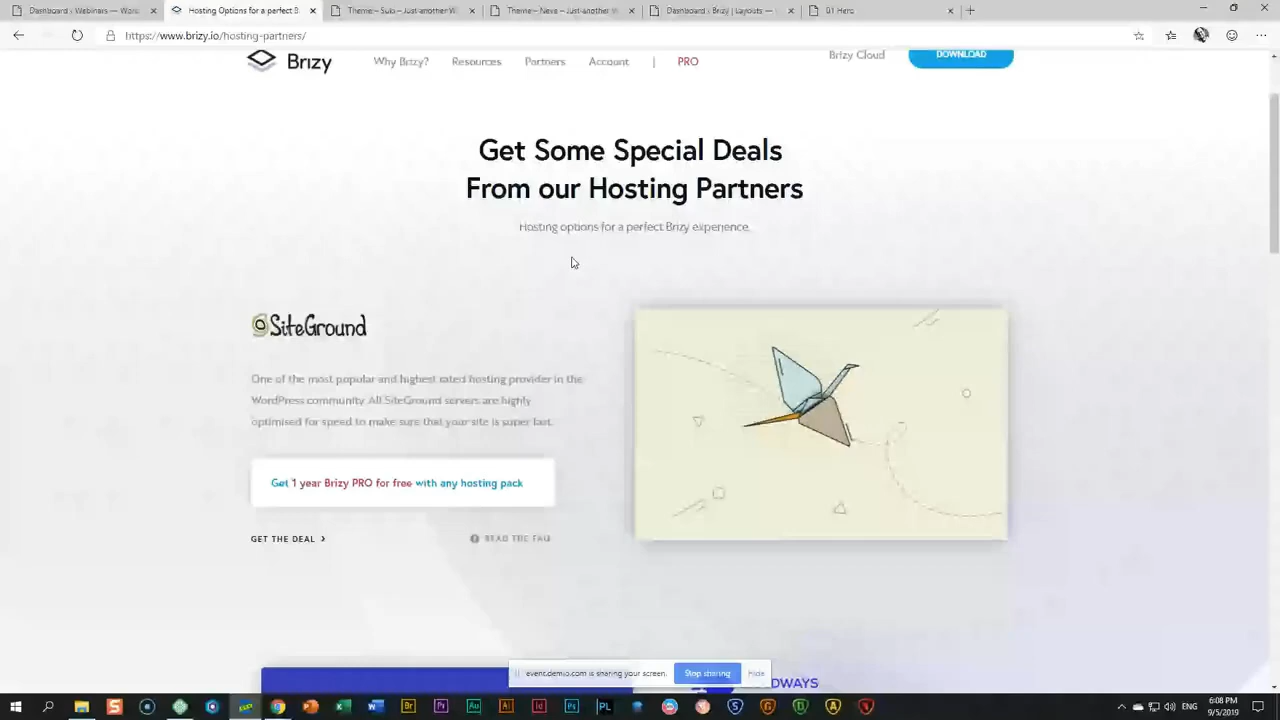 Dashboard ‹ Webinars — Word
Hosting Options for a perfect B
Theme – Sub – Just another W
Theme – Neve – Just another W
Dashboard ‹ Brizy | Layouts —
01 Hero
https://www.brizy.io/hosting-partners/
Brizy
Why Brizy?
Resources
Partners
Account
|
PRO
Brizy Cloud
DOWNLOAD
Get Some Special Deals
From our Hosting Partners
Hosting options for a perfect Brizy experience.
SiteGround
One of the most popular and highest rated hosting provider in the
WordPress community. All SiteGround servers are highly
optimised for speed to make sure that your site is super fast.
Get 1 year Brizy PRO for free with any hosting pack
GET THE DEAL ›
READ THE FAQ
event.demio.com is sharing your screen.
Stop sharing
Hide
DWAYS
ENG
6:08 PM
9/5/2019